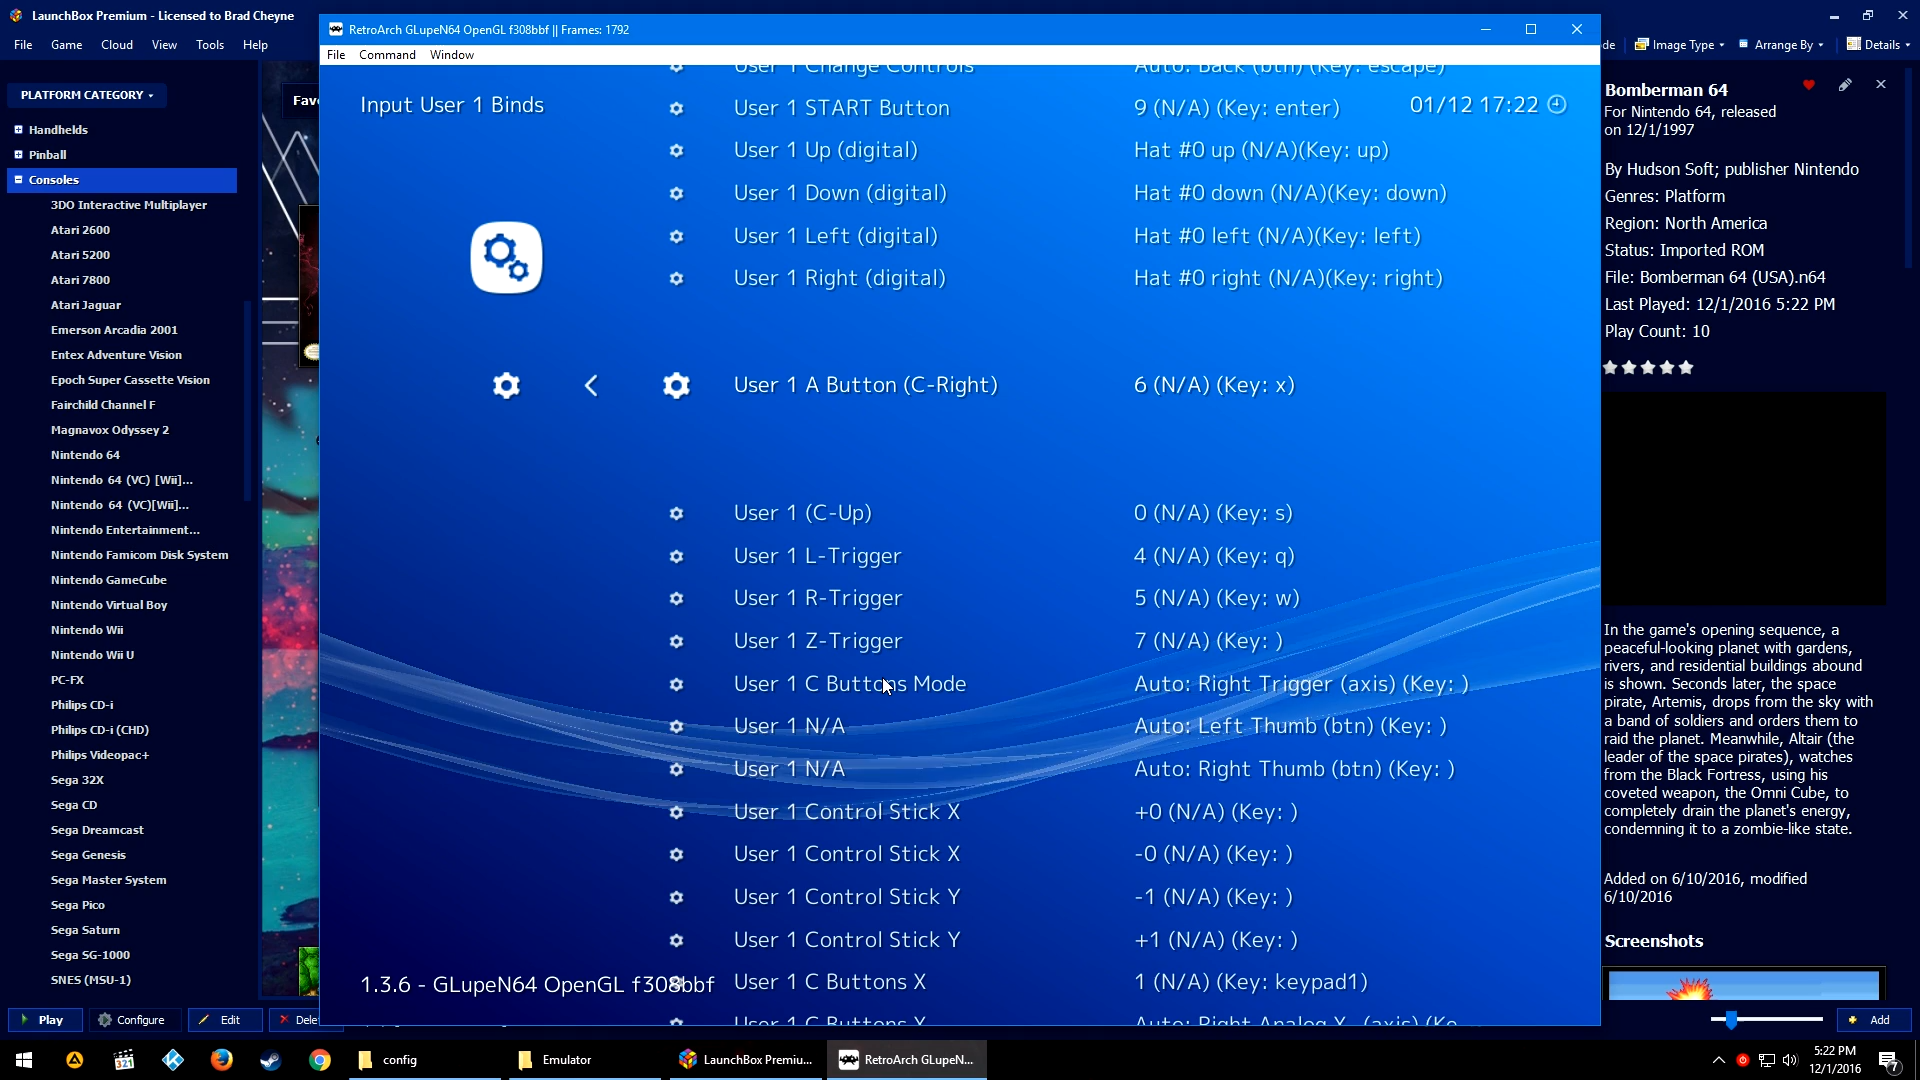 LaunchBox Premium - Licensed to Brad Cheyne
File Game Cloud View Tools Help
Image Type
Arrange By
Details
PLATFORM CATEGORY
Handhelds
Pinball
Consoles
3DO Interactive Multiplayer
Atari 2600
Atari 5200
Atari 7800
Atari Jaguar
Emerson Arcadia 2001
Entex Adventure Vision
Epoch Super Cassette Vision
Fairchild Channel F
Magnavox Odyssey 2
Nintendo 64
Nintendo 64 (VC) [Wii]...
Nintendo 64 (VC)[Wii]...
Nintendo Entertainment...
Nintendo Famicom Disk System
Nintendo GameCube
Nintendo Virtual Boy
Nintendo Wii
Nintendo Wii U
PC-FX
Philips CD-i
Philips CD-i (CHD)
Philips Videopac+
Sega 32X
Sega CD
Sega Dreamcast
Sega Genesis
Sega Master System
Sega Pico
Sega Saturn
Sega SG-1000
SNES (MSU-1)
Play Configure Edit
RetroArch GLupeN64 OpenGL f308bbf || Frames: 1792
File Command Window
Input User 1 Binds
01/12 17:22
User 1 Change Controls Auto: Back (btn) (Key: escape)
User 1 START Button 9 (N/A) (Key: enter)
User 1 Up (digital) Hat #0 up (N/A)(Key: up)
User 1 Down (digital) Hat #0 down (N/A)(Key: down)
User 1 Left (digital) Hat #0 left (N/A)(Key: left)
User 1 Right (digital) Hat #0 right (N/A)(Key: right)
User 1 A Button (C-Right) 6 (N/A) (Key: x)
User 1 (C-Up) 0 (N/A) (Key: s)
User 1 L-Trigger 4 (N/A) (Key: q)
User 1 R-Trigger 5 (N/A) (Key: w)
User 1 Z-Trigger 7 (N/A) (Key: )
User 1 C Buttons Mode Auto: Right Trigger (axis) (Key: )
User 1 N/A Auto: Left Thumb (btn) (Key: )
User 1 N/A Auto: Right Thumb (btn) (Key: )
User 1 Control Stick X +0 (N/A) (Key: )
User 1 Control Stick X -0 (N/A) (Key: )
User 1 Control Stick Y -1 (N/A) (Key: )
User 1 Control Stick Y +1 (N/A) (Key: )
User 1 C Buttons X 1 (N/A) (Key: keypad1)
1.3.6 - GLupeN64 OpenGL f308bbf
Bomberman 64
For Nintendo 64, released
on 12/1/1997
By Hudson Soft; publisher Nintendo
Genres: Platform
Region: North America
Status: Imported ROM
File: Bomberman 64 (USA).n64
Last Played: 12/1/2016 5:22 PM
Play Count: 10
In the game's opening sequence, a
peaceful-looking planet with gardens,
rivers, and residential buildings abound
is shown. Seconds later, the space
pirate, Artemis, drops from the sky with
a band of soldiers and orders them to
raid the planet. Meanwhile, Altair (the
leader of the space pirates), watches
from the Black Fortress, using his
coveted weapon, the Omni Cube, to
completely drain the planet's energy,
condemning it to a zombie-like state.
Added on 6/10/2016, modified
6/10/2016
Screenshots
Add
321
config
Emulator
LaunchBox Premiu...
RetroArch GLupeN...
5:22 PM
12/1/2016
7